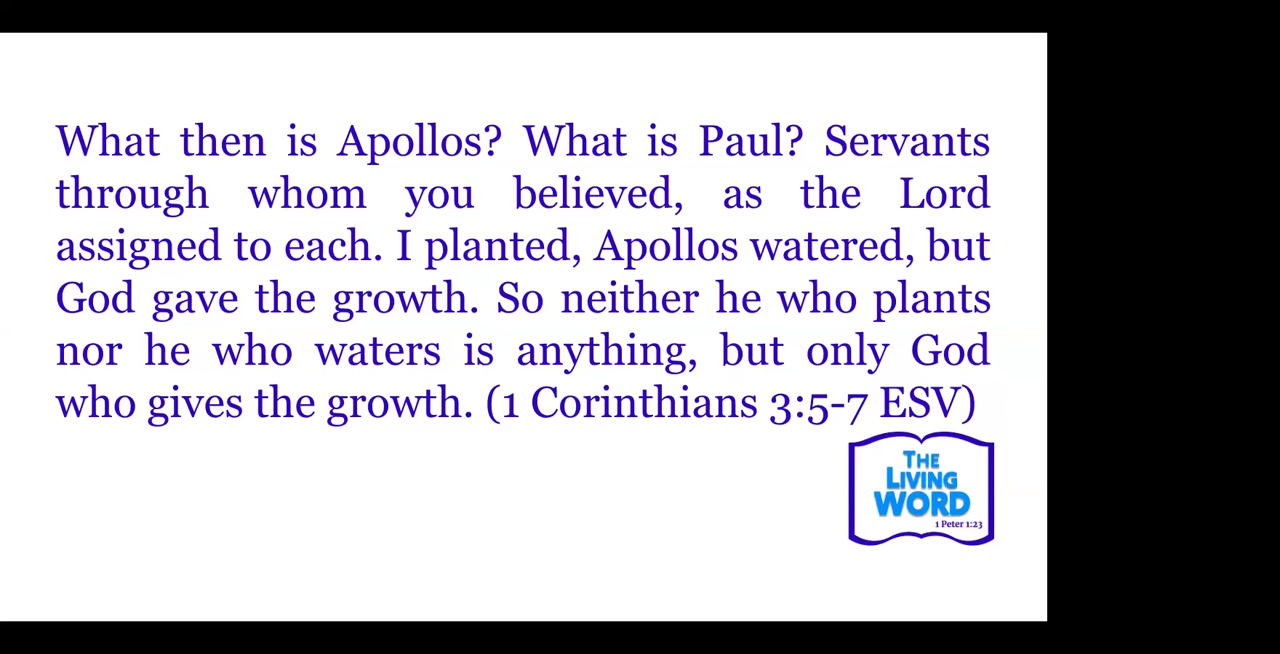 What then is Apollos? What is Paul? Servants
through whom you believed, as the Lord
assigned to each. I planted, Apollos watered, but
God gave the growth. So neither he who plants
nor he who waters is anything, but only God
who gives the growth. (1 Corinthians 3:5-7 ESV)
THE
LIVING
WORD
1 Peter 1:23